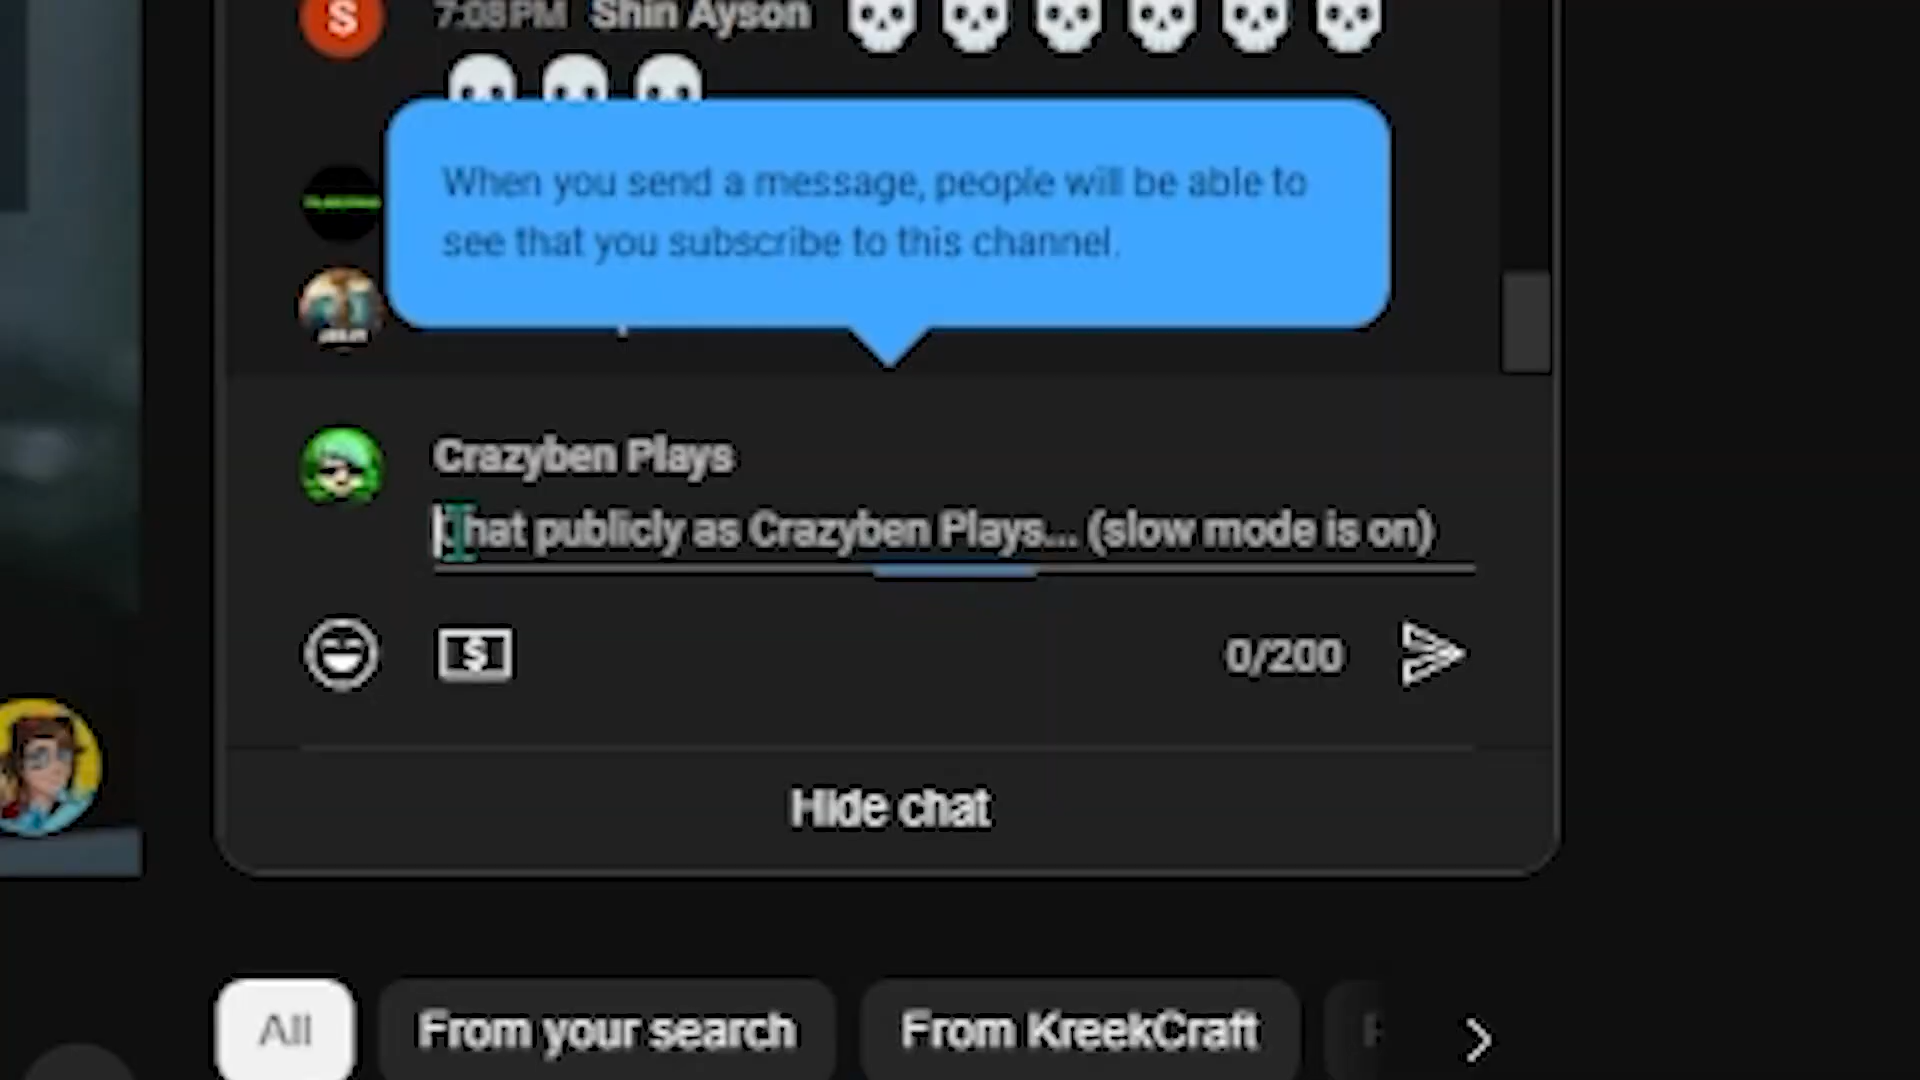 S 7:08 PM Shin Ayson
When you send a message, people will be able to
see that you subscribe to this channel.
Crazyben Plays
Chat publicly as Crazyben Plays... (slow mode is on)
$ 0/200
Hide chat
All From your search From KreekCraft